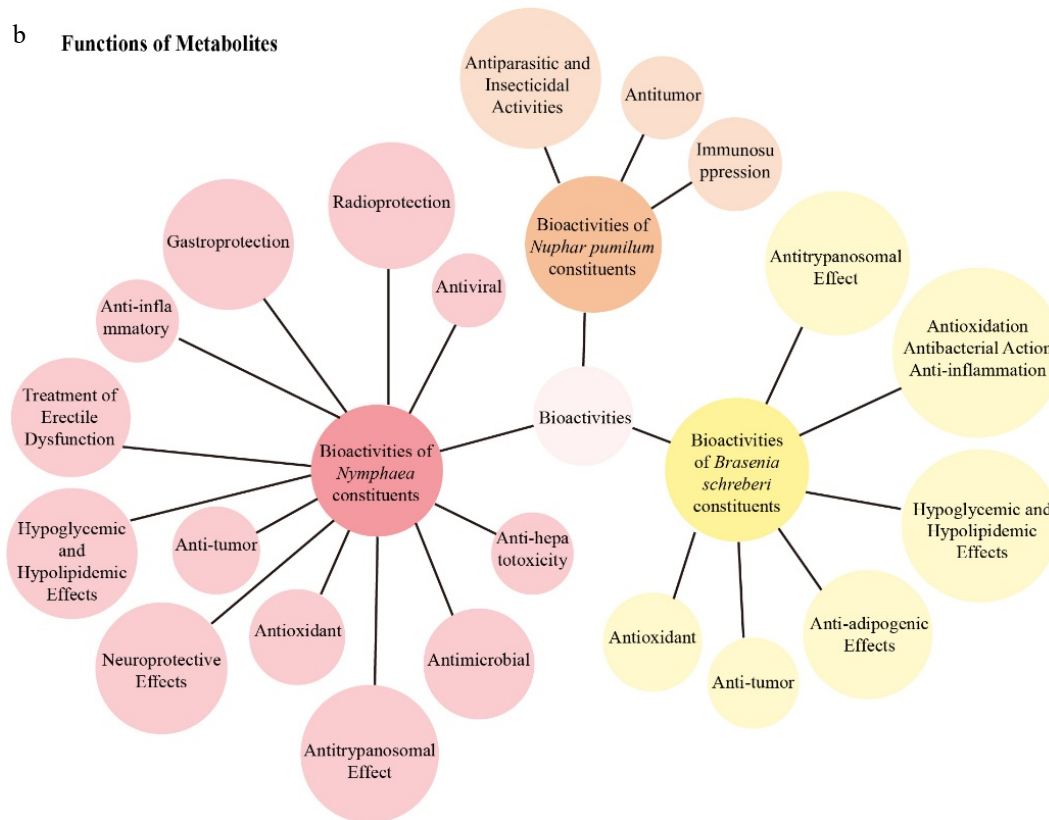 b
Functions of Metabolites
Antiparasitic and
Insecticidal
Activities
Antitumor
Immunosu
ppression
Bioactivities of
Nuphar pumilum
constituents
Radioprotection
Gastroprotection
Antiviral
Anti-infla
mmatory
Treatment of
Erectile
Dysfunction
Bioactivities of
Nymphaea
constituents
Bioactivities
Hypoglycemic
and
Hypolipidemic
Effects
Anti-tumor
Anti-hepa
totoxicity
Neuroprotective
Effects
Antioxidant
Antimicrobial
Antitrypanosomal
Effect
Antitrypanosomal
Effect
Antioxidation
Antibacterial Action
Anti-inflammation
Bioactivities
of Brasenia
schreberi
constituents
Hypoglycemic and
Hypolipidemic
Effects
Anti-adipogenic
Effects
Antioxidant
Anti-tumor